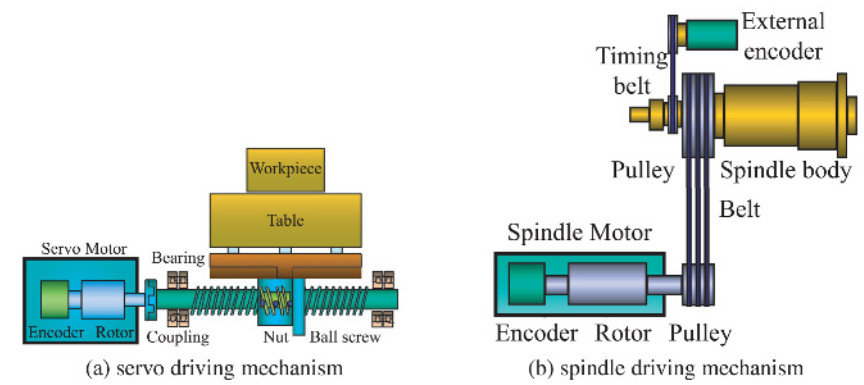 Workpiece
Table
Servo Motor
Bearing
Encoder
Rotor
Coupling
Nut
Ball screw
(a) servo driving mechanism
External
encoder
Timing
belt
Pulley
Spindle body
Belt
Spindle Motor
Encoder
Rotor
Pulley
(b) spindle driving mechanism